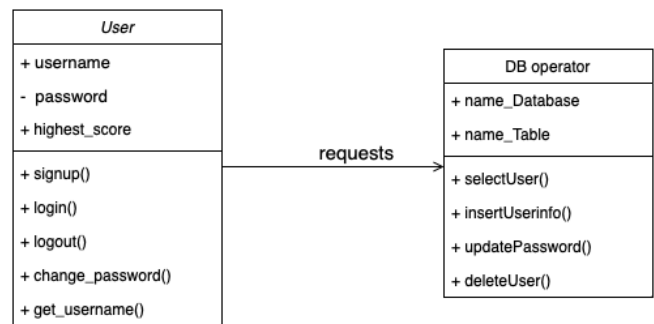 User
+ username
- password
+ highest_score
+ signup()
+ login()
+ logout()
+ change_password()
+ get_username()
requests
DB operator
+ name_Database
+ name_Table
+ selectUser()
+ insertUserinfo()
+ updatePassword()
+ deleteUser()